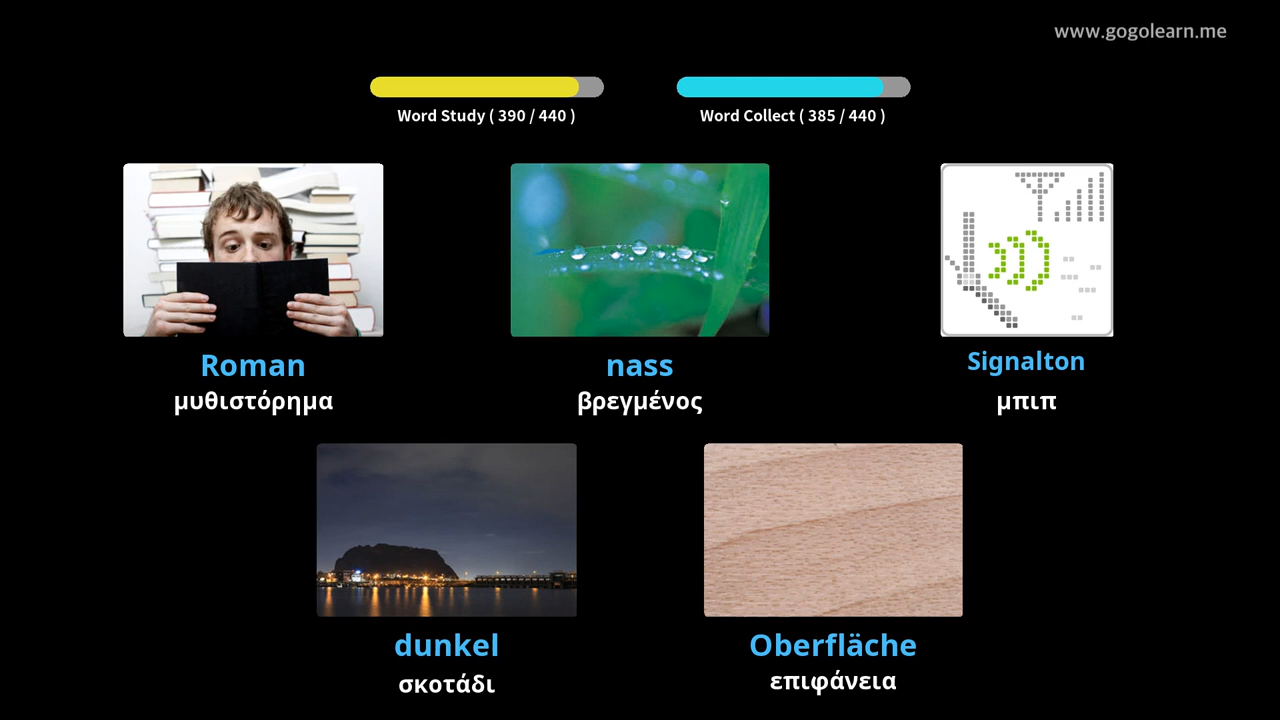 www.gogolearn.me
Word Study ( 390 / 440 )
Word Collect ( 385 / 440 )
Roman
μυθιστόρημα
nass
βρεγμένος
Signalton
μπιπ
dunkel
σκοτάδι
Oberfläche
επιφάνεια